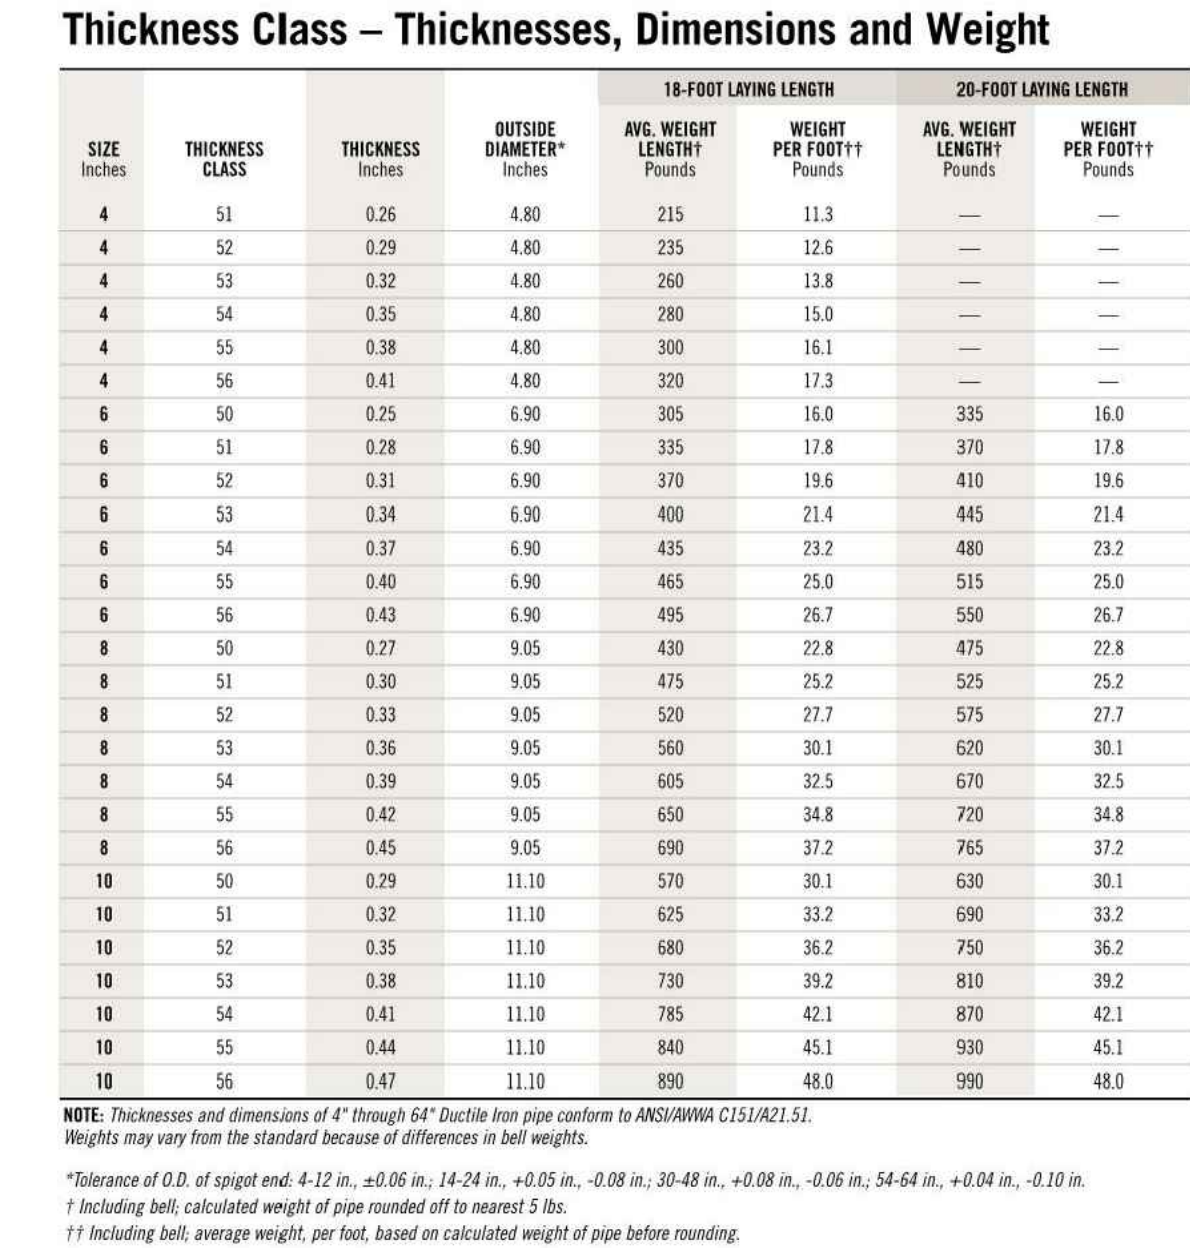 Thickness Class – Thicknesses, Dimensions and Weight
18-FOOT LAYING LENGTH 20-FOOT LAYING LENGTH
SIZE Inches THICKNESS CLASS THICKNESS Inches OUTSIDE DIAMETER* Inches AVG. WEIGHT LENGTH† Pounds WEIGHT PER FOOT†† Pounds AVG. WEIGHT LENGTH† Pounds WEIGHT PER FOOT†† Pounds
4 51 0.26 4.80 215 11.3 — —
4 52 0.29 4.80 235 12.6 — —
4 53 0.32 4.80 260 13.8 — —
4 54 0.35 4.80 280 15.0 — —
4 55 0.38 4.80 300 16.1 — —
4 56 0.41 4.80 320 17.3 — —
6 50 0.25 6.90 305 16.0 335 16.0
6 51 0.28 6.90 335 17.8 370 17.8
6 52 0.31 6.90 370 19.6 410 19.6
6 53 0.34 6.90 400 21.4 445 21.4
6 54 0.37 6.90 435 23.2 480 23.2
6 55 0.40 6.90 465 25.0 515 25.0
6 56 0.43 6.90 495 26.7 550 26.7
8 50 0.27 9.05 430 22.8 475 22.8
8 51 0.30 9.05 475 25.2 525 25.2
8 52 0.33 9.05 520 27.7 575 27.7
8 53 0.36 9.05 560 30.1 620 30.1
8 54 0.39 9.05 605 32.5 670 32.5
8 55 0.42 9.05 650 34.8 720 34.8
8 56 0.45 9.05 690 37.2 765 37.2
10 50 0.29 11.10 570 30.1 630 30.1
10 51 0.32 11.10 625 33.2 690 33.2
10 52 0.35 11.10 680 36.2 750 36.2
10 53 0.38 11.10 730 39.2 810 39.2
10 54 0.41 11.10 785 42.1 870 42.1
10 55 0.44 11.10 840 45.1 930 45.1
10 56 0.47 11.10 890 48.0 990 48.0
NOTE: Thicknesses and dimensions of 4" through 64" Ductile Iron pipe conform to ANSI/AWWA C151/A21.51.
Weights may vary from the standard because of differences in bell weights.
*Tolerance of O.D. of spigot end: 4-12 in., ±0.06 in.; 14-24 in., +0.05 in., -0.08 in.; 30-48 in., +0.08 in., -0.06 in.; 54-64 in., +0.04 in., -0.10 in.
† Including bell; calculated weight of pipe rounded off to nearest 5 lbs.
†† Including bell; average weight, per foot, based on calculated weight of pipe before rounding.